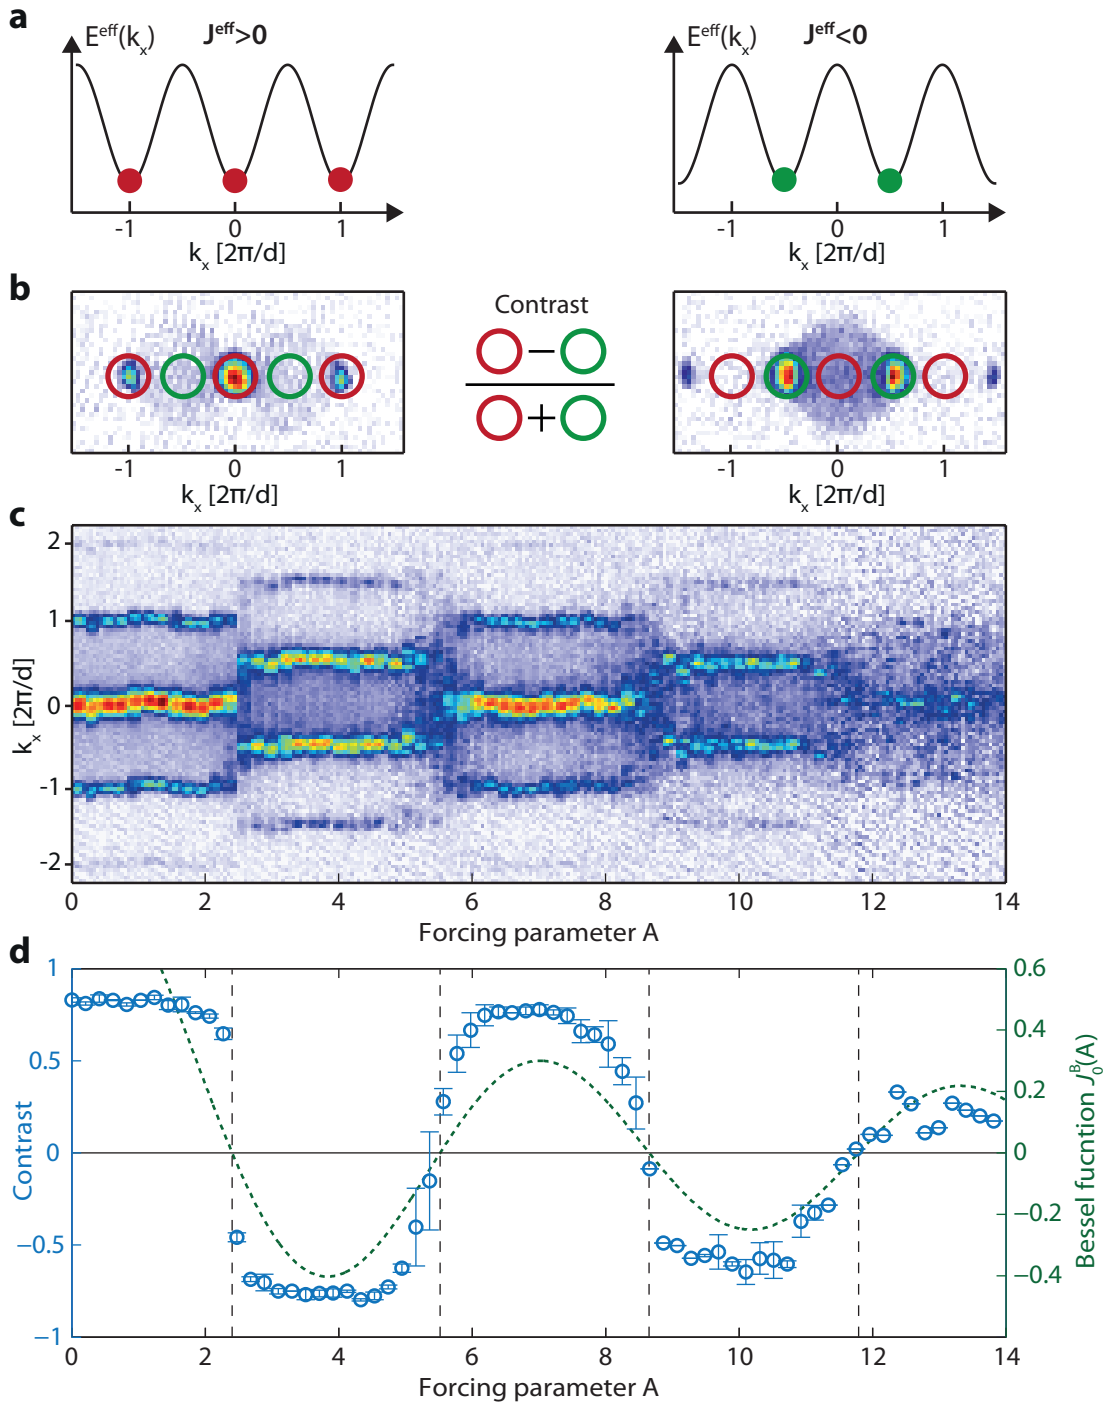 a
E^eff(k_x)
J^eff>0
-1 0 1
k_x [2π/d]
E^eff(k_x)
J^eff<0
-1 0 1
k_x [2π/d]
b
-1 0 1
k_x [2π/d]
Contrast
−
+
-1 0 1
k_x [2π/d]
c
k_x [2π/d]
2
1
0
-1
-2
0 2 4 6 8 10 12 14
Forcing parameter A
d
Contrast
1
0.5
0
−0.5
−1
0 2 4 6 8 10 12 14
Forcing parameter A
0.6
0.4
0.2
0
−0.2
−0.4
Bessel fucntion J_0^B(A)